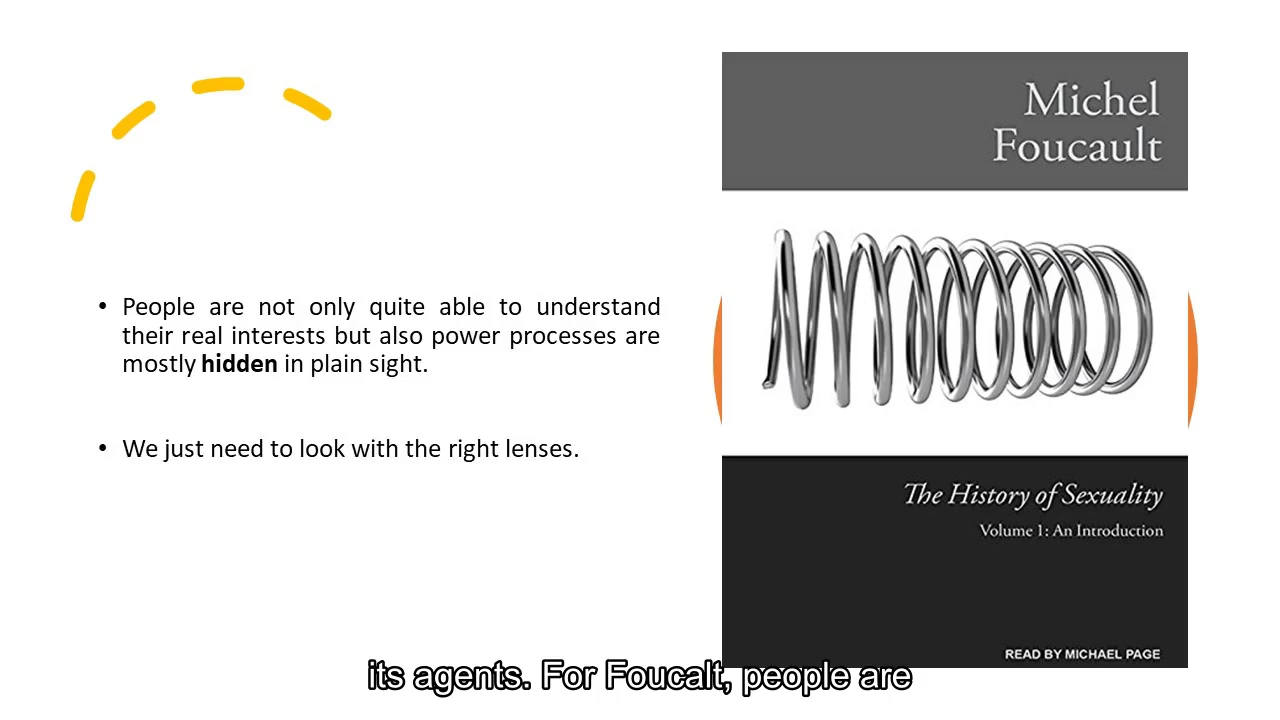 • People are not only quite able to understand
their real interests but also power processes are
mostly hidden in plain sight.
• We just need to look with the right lenses.
Michel
Foucault
The History of Sexuality
Volume 1: An Introduction
READ BY MICHAEL PAGE
its agents. For Foucalt, people are